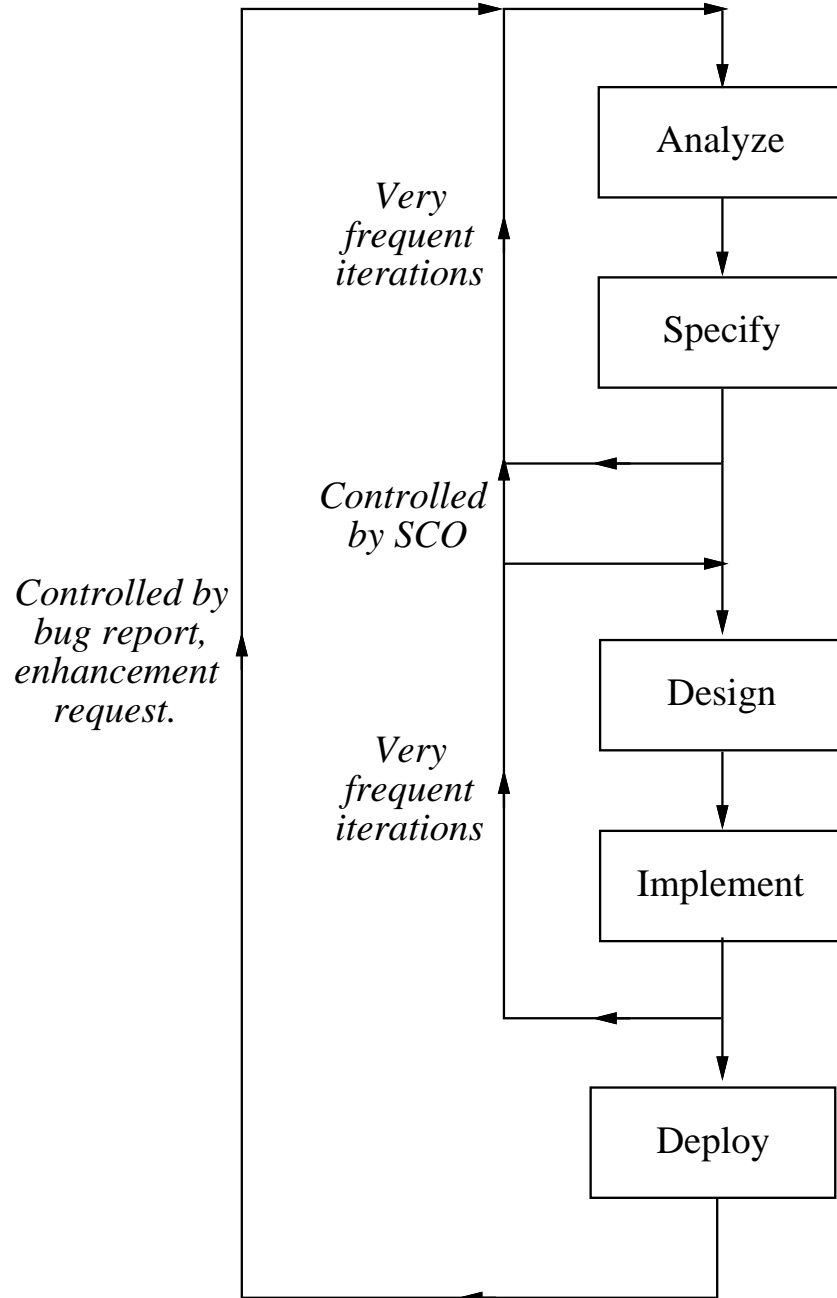 Analyze
Very
frequent
iterations
Specify
Controlled
by SCO
Controlled by
bug report,
enhancement
request.
Design
Very
frequent
iterations
Implement
Deploy